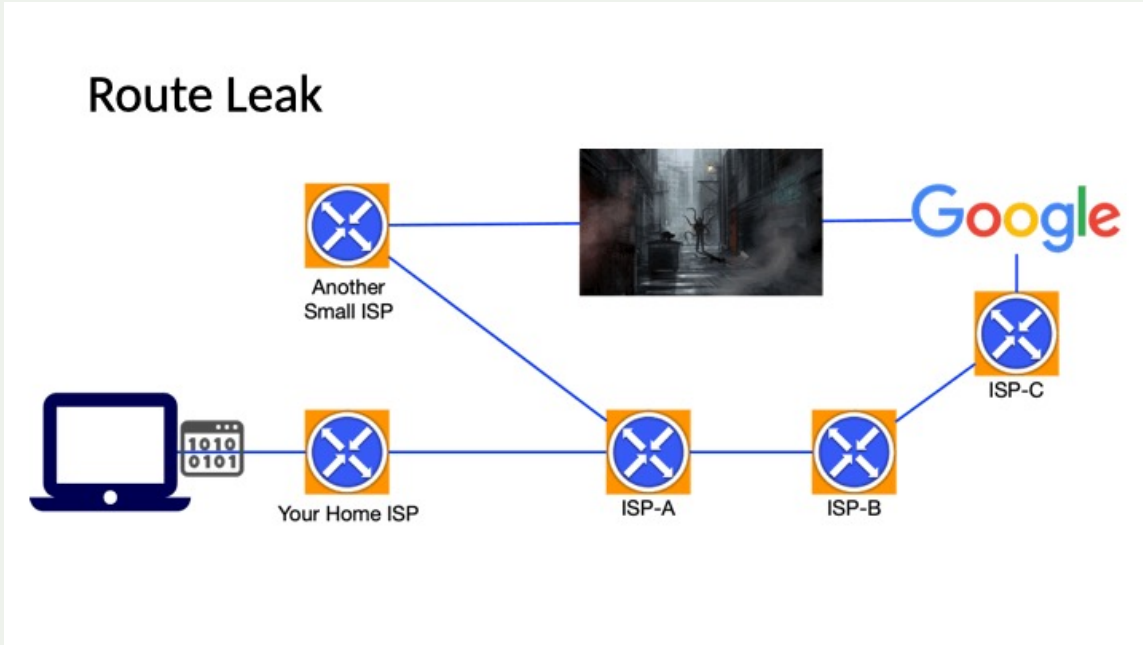 Route Leak
Google
Another
Small ISP
ISP-C
1010
0101
Your Home ISP
ISP-A
ISP-B